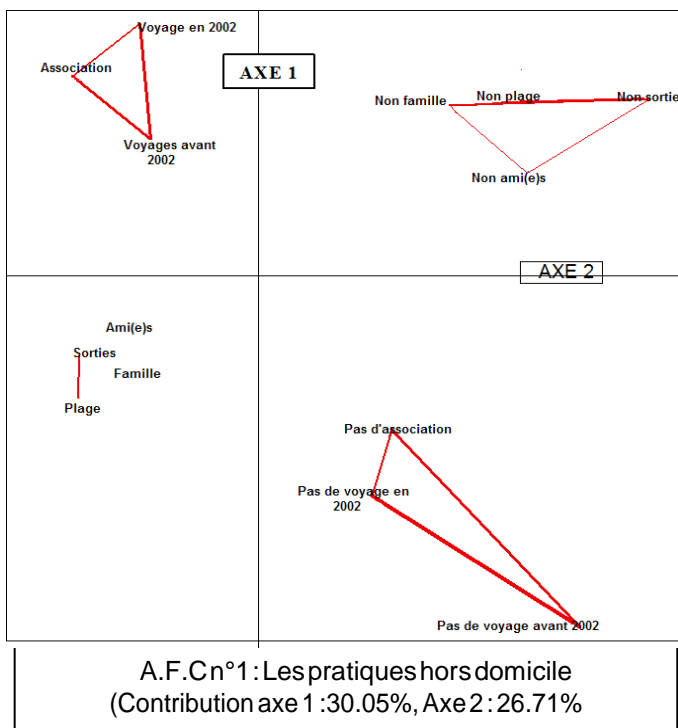 Voyage en 2002
Association
AXE 1
Voyages avant
2002
Non famille
Non plage
Non sortie
Non ami(e)s
AXE 2
Ami(e)s
Sorties
Famille
Plage
Pas d'association
Pas de voyage en
2002
Pas de voyage avant 2002
A.F.C n°1 : Les pratiques hors domicile
(Contribution axe 1 : 30.05%, Axe 2 : 26.71%